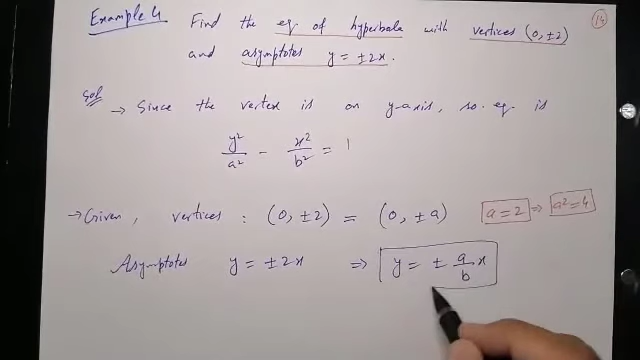 Example 4 Find the eq of hyperbola with vertices (0, ±2)
and asymptotes y = ±2x.
14
Sol
→ Since the vertex is on y-axis, so eq. is
y²/a² - x²/b² = 1
→ Given, vertices : (0, ±2) = (0, ±a) a = 2 ⇒ a² = 4
Asymptotes y = ±2x ⇒ y = ± a/b x